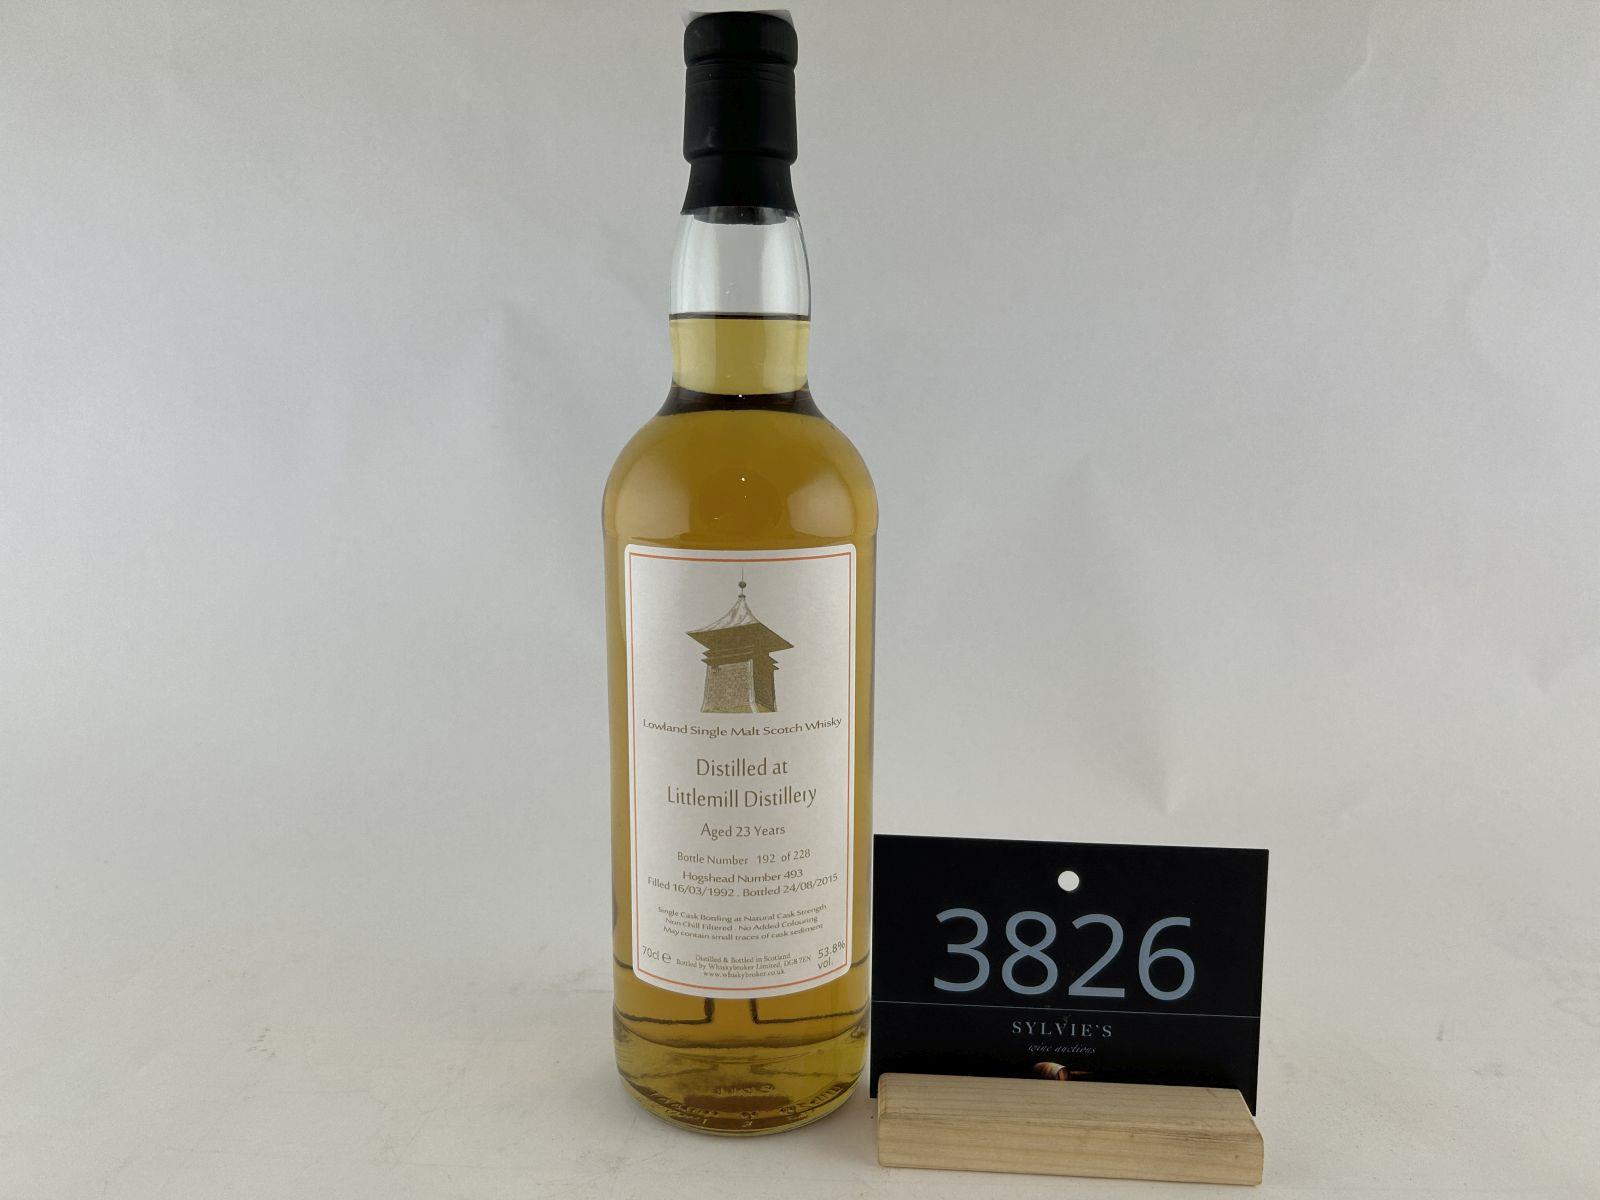 Lowland Single Malt Scotch Whisky
Distilled at
Littlemill Distillery
Aged 23 Years
Bottle Number 192 of 228
Hogshead Number 493
Filled 16/03/1992 . Bottled 24/08/2015
Single Cask Bottling at Natural Cask Strength
Non Chill Filtered . No Added Colouring
May contain small traces of cask sediment
70cl e
Distilled & Bottled in Scotland
Bottled by Whiskybroker Limited, DG8 7EN
www.whiskybroker.co.uk
53.8%
vol.
3826
SYLVIE'S
wine auctions